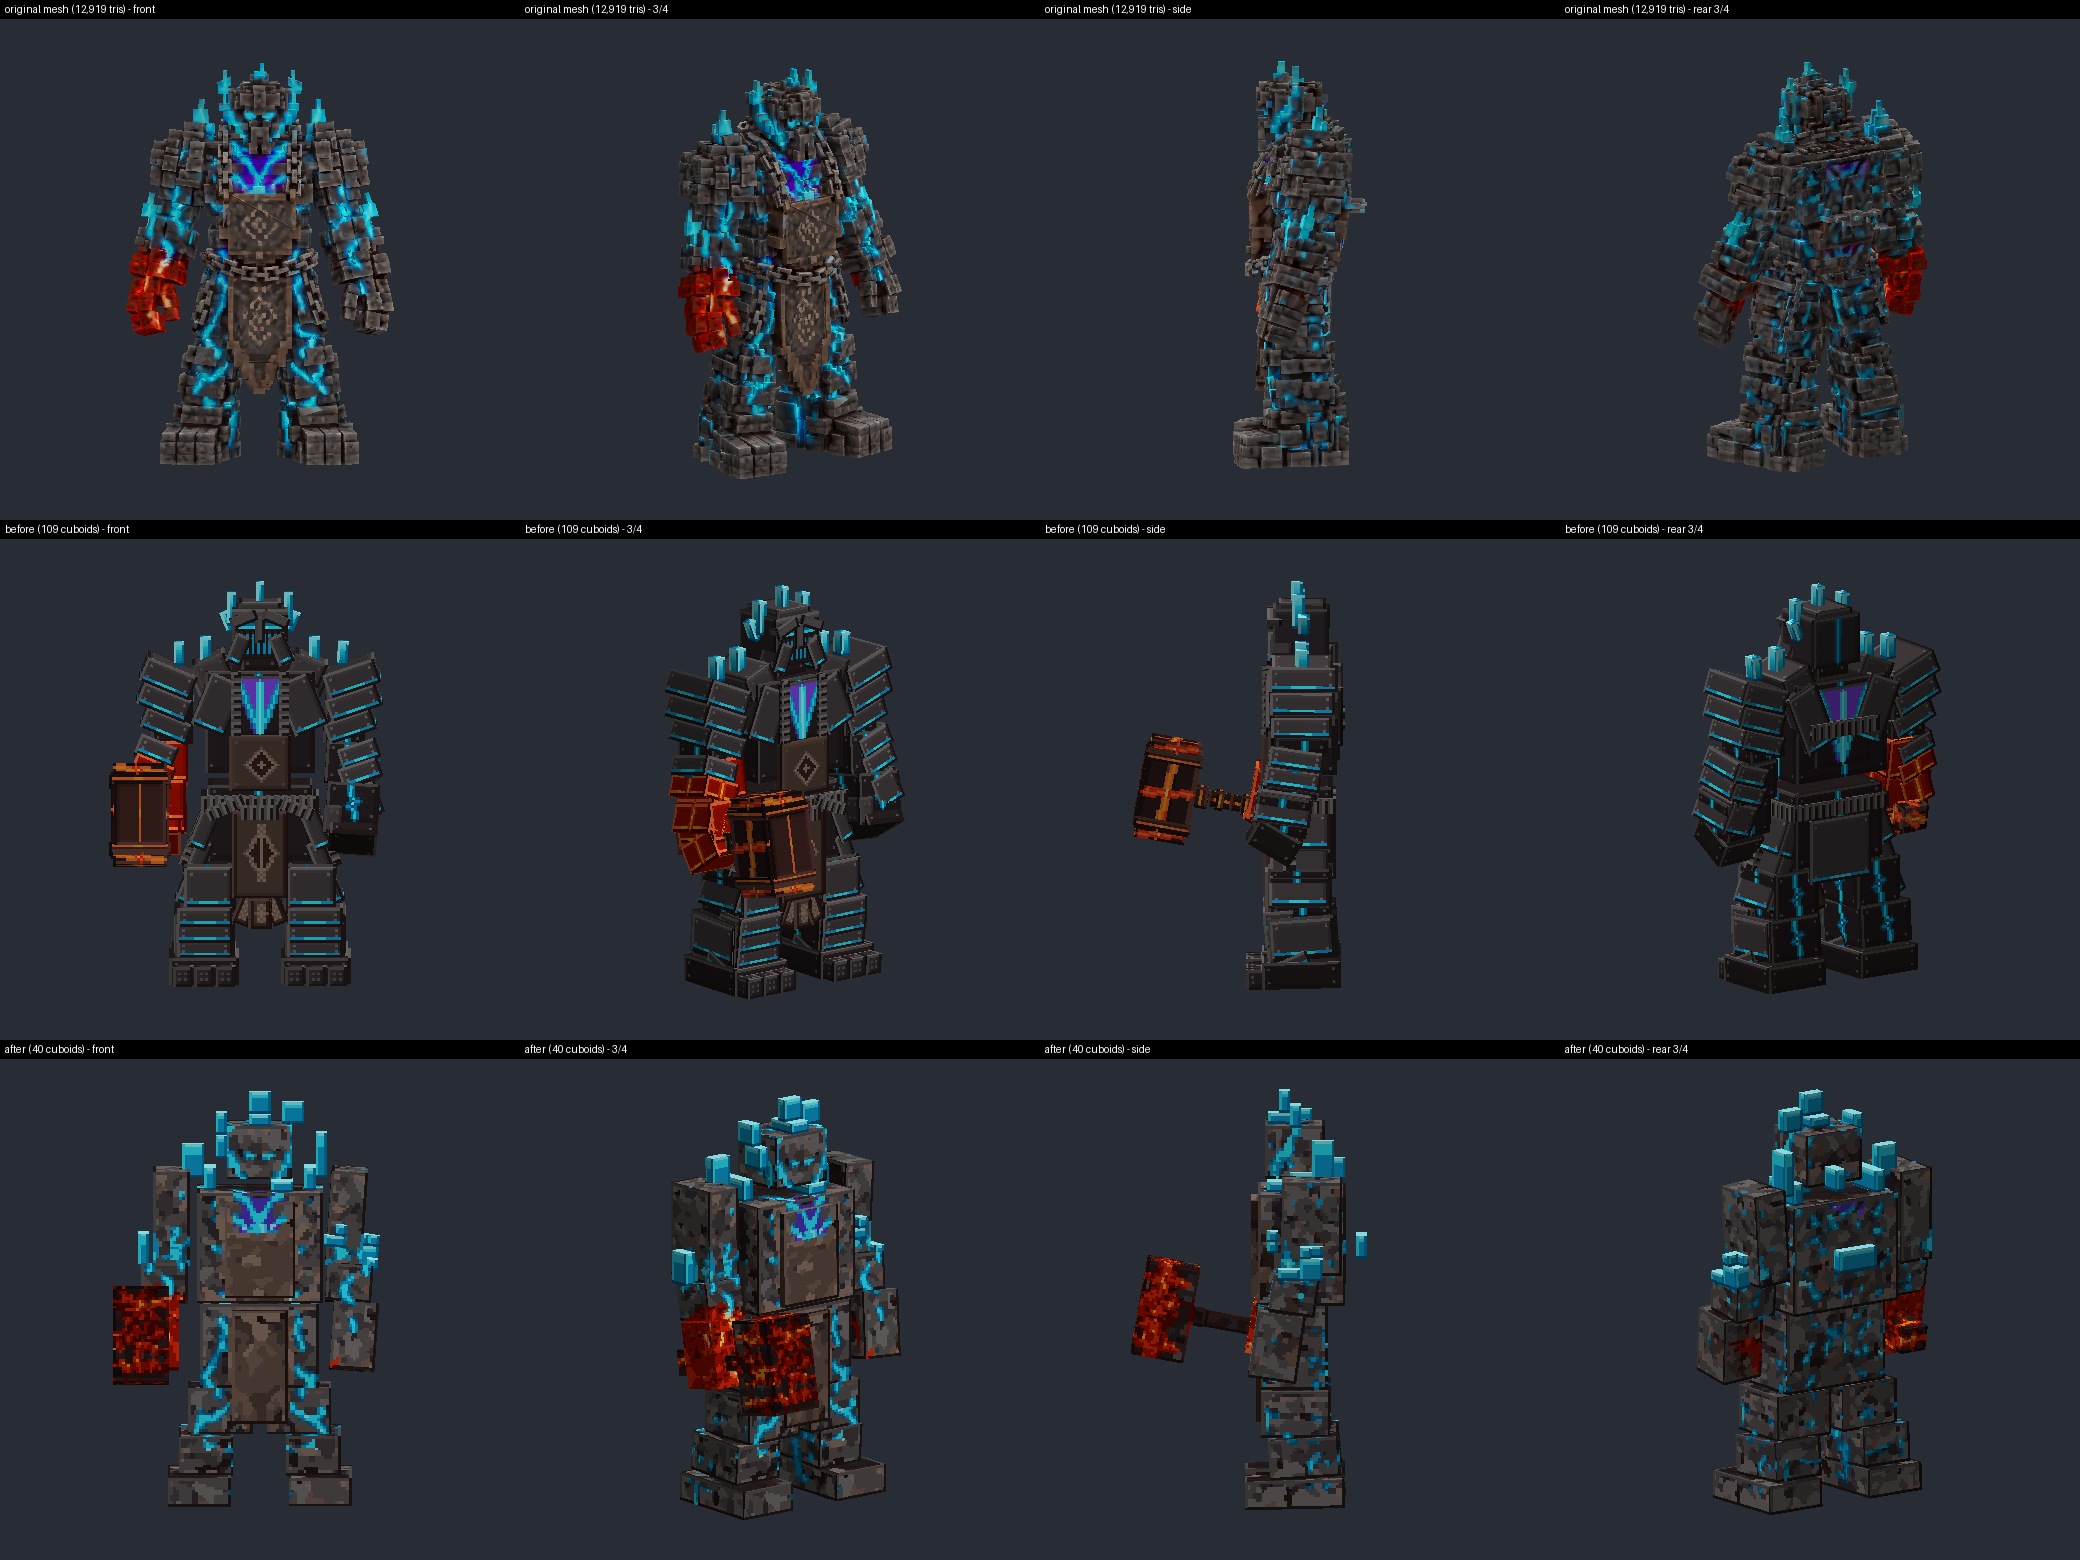 original mesh (12,919 tris) - front
original mesh (12,919 tris) - 3/4
original mesh (12,919 tris) - side
original mesh (12,919 tris) - rear 3/4
before (109 cuboids) - front
before (109 cuboids) - 3/4
before (109 cuboids) - side
before (109 cuboids) - rear 3/4
after (40 cuboids) - front
after (40 cuboids) - 3/4
after (40 cuboids) - side
after (40 cuboids) - rear 3/4